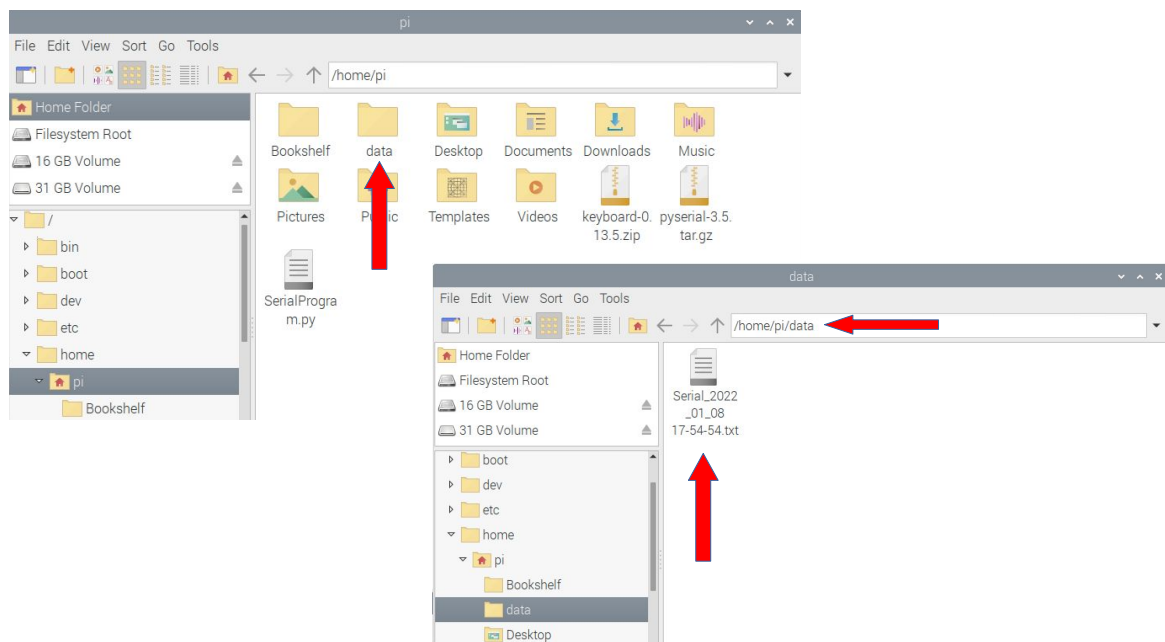 pi
File Edit View Sort Go Tools
/home/pi
Home Folder
Filesystem Root
16 GB Volume
31 GB Volume
/
bin
boot
dev
etc
home
pi
Bookshelf
Bookshelf data Desktop Documents Downloads Music
Pictures Templates Videos keyboard-0. pyserial-3.5.
13.5.zip tar.gz
SerialProgra
m.py
data
File Edit View Sort Go Tools
/home/pi/data
Home Folder
Filesystem Root
16 GB Volume
31 GB Volume
boot
dev
etc
home
pi
Bookshelf
data
Desktop
Serial_2022
_01_08
17-54-54.txt